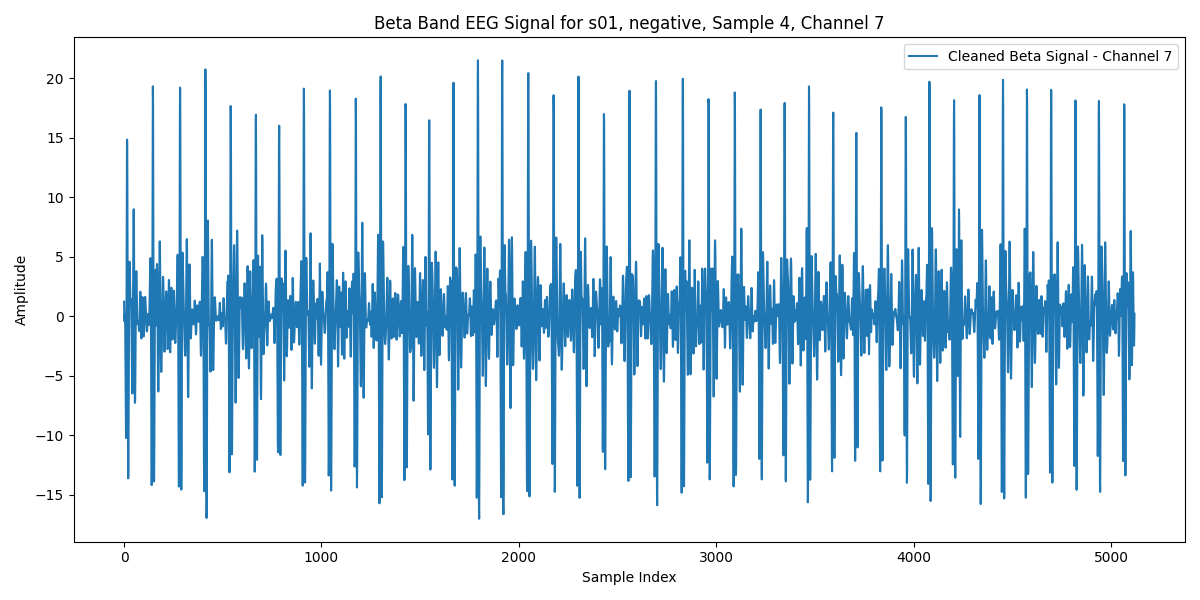 Beta Band EEG Signal for s01, negative, Sample 4, Channel 7
Cleaned Beta Signal - Channel 7
Amplitude
20
15
10
5
0
−5
−10
−15
0 1000 2000 3000 4000 5000
Sample Index